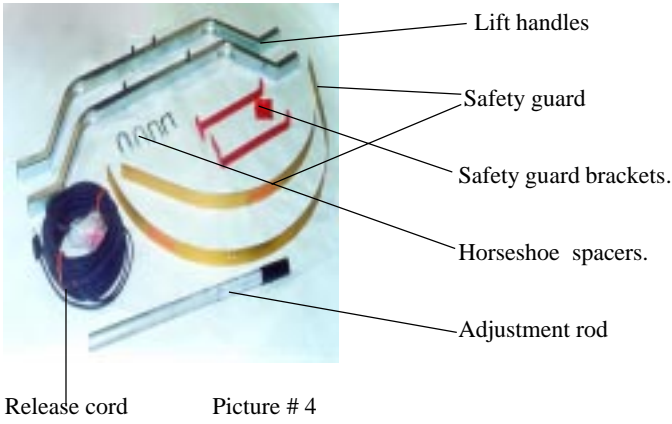 Lift handles
Safety guard
Safety guard brackets.
Horseshoe spacers.
Adjustment rod
Release cord
Picture # 4